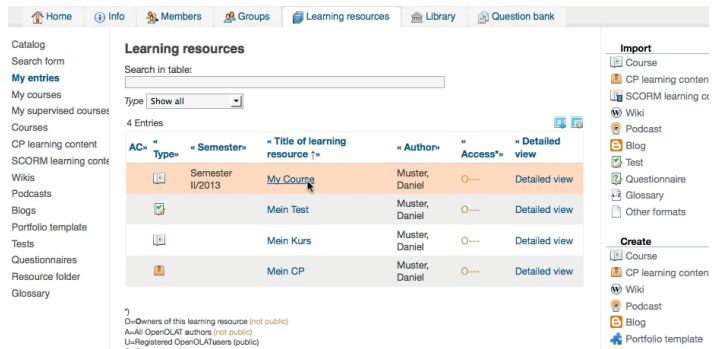 Home Info Members Groups Learning resources Library Question bank
Catalog
Search form
My entries
My courses
My supervised courses
Courses
CP learning content
SCORM learning conte
Wikis
Podcasts
Blogs
Portfolio template
Tests
Questionnaires
Resource folder
Glossary
Learning resources
Search in table:
Type Show all
4 Entries
AC» « Type» « Semester» « Title of learning resource ↑» « Author» « Access*» « Detailed view
Semester II/2013 My Course Muster, Daniel O--- Detailed view
Mein Test Muster, Daniel O--- Detailed view
Mein Kurs Muster, Daniel O--- Detailed view
Mein CP Muster, Daniel O--- Detailed view
*)
O=Owners of this learning resource (not public)
A=All OpenOLAT authors (not public)
U=Registered OpenOLATusers (public)
Import
Course
CP learning conten
SCORM learning co
Wiki
Podcast
Blog
Test
Questionnaire
Glossary
Other formats
Create
Course
CP learning conten
Wiki
Podcast
Blog
Portfolio template